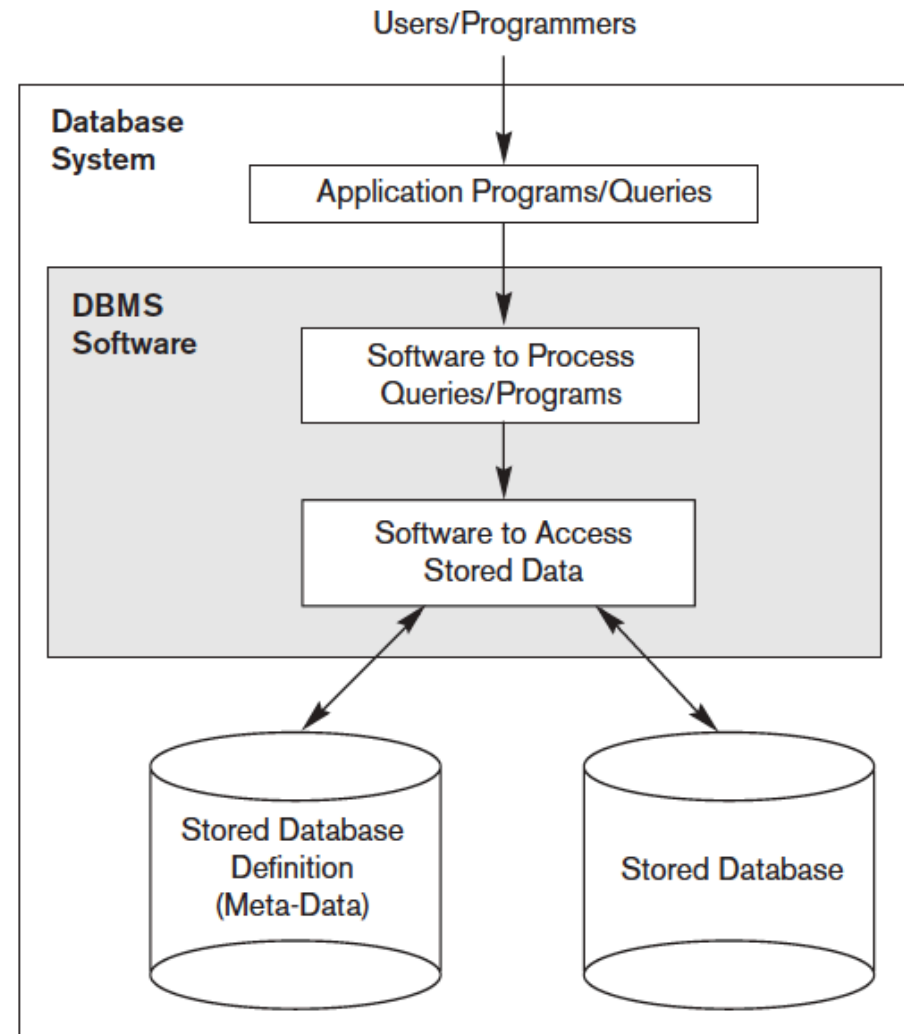 Users/Programmers
Database
System
Application Programs/Queries
DBMS
Software
Software to Process
Queries/Programs
Software to Access
Stored Data
Stored Database
Definition
(Meta-Data)
Stored Database